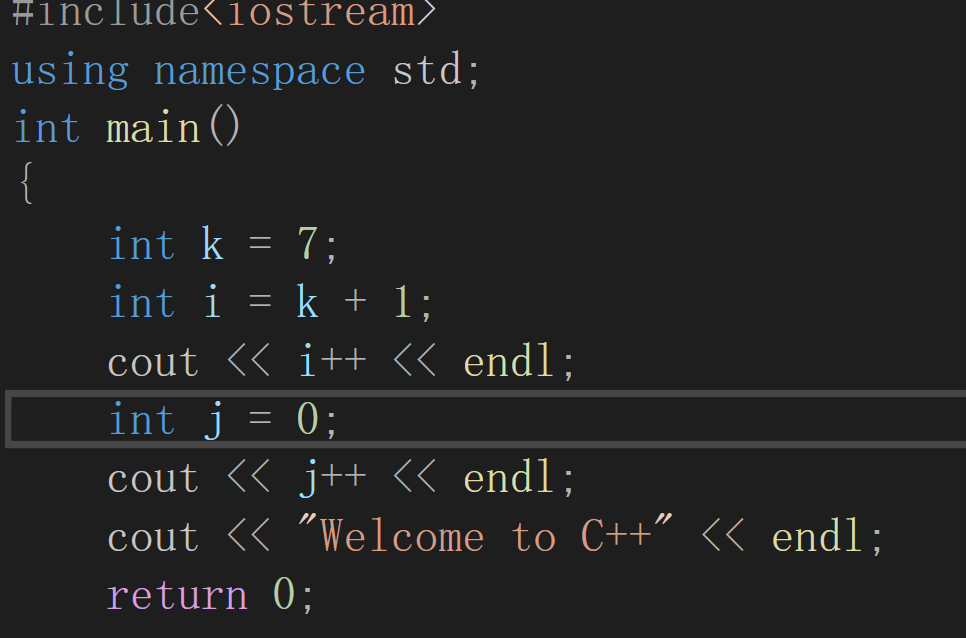 #include<iostream>
using namespace std;
int main()
{
    int k = 7;
    int i = k + 1;
    cout << i++ << endl;
    int j = 0;
    cout << j++ << endl;
    cout << "Welcome to C++" << endl;
    return 0;